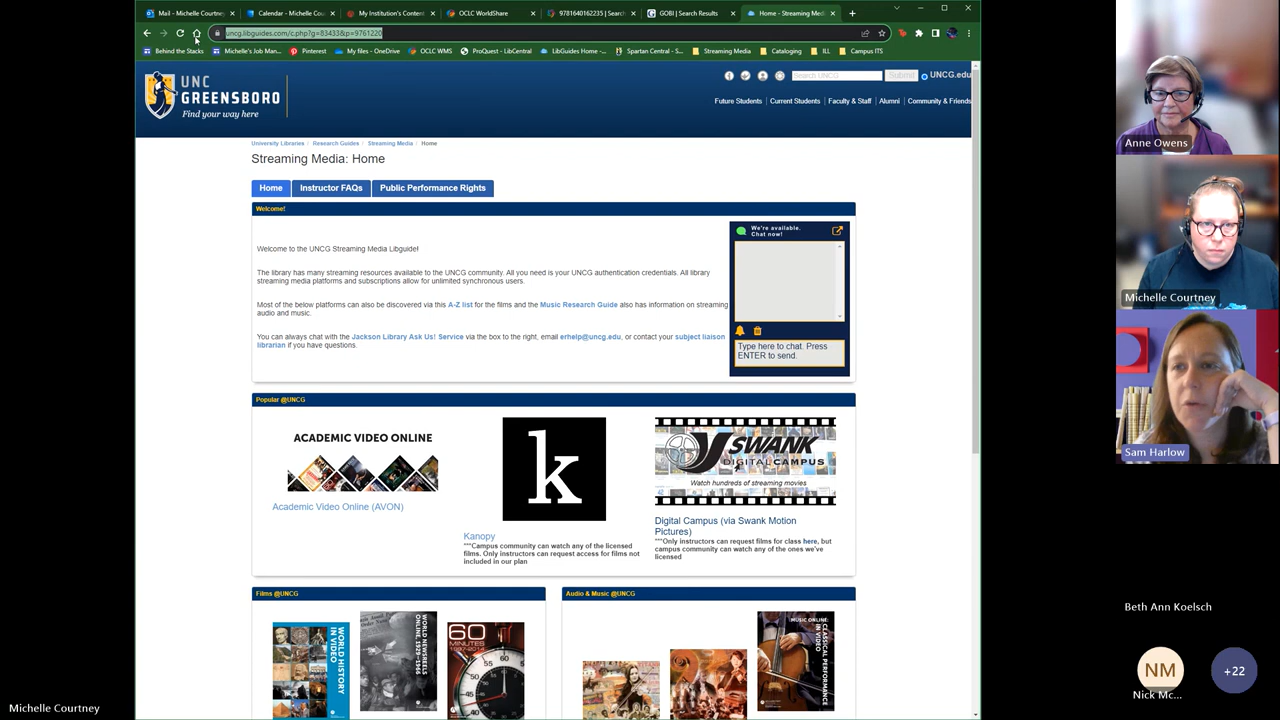 Mail - Michelle Courtney
Calendar - Michelle Co
My Institution's Content
OCLC WorldShare
9781640162235 | Search
GOBI | Search Results
Home - Streaming Media
uncg.libguides.com/c.php?g=83433&p=9761220
Behind the Stacks
Michelle's Job Man...
Pinterest
My files - OneDrive
OCLC WMS
ProQuest - LibCentral
LibGuides Home -...
Spartan Central - S...
Streaming Media
Cataloging
ILL
Campus ITS
UNC
GREENSBORO
Find your way here
Search UNCG
Submit
UNCG.edu
Future Students
Current Students
Faculty & Staff
Alumni
Community & Friends
University Libraries / Research Guides / Streaming Media / Home
Streaming Media: Home
Home
Instructor FAQs
Public Performance Rights
Welcome!
Welcome to the UNCG Streaming Media Libguide!
The library has many streaming resources available to the UNCG community. All you need is your UNCG authentication credentials. All library
streaming media platforms and subscriptions allow for unlimited synchronous users.
Most of the below platforms can also be discovered via this A-Z list for the films and the Music Research Guide also has information on streaming
audio and music.
You can always chat with the Jackson Library Ask Us! Service via the box to the right, email erhelp@uncg.edu, or contact your subject liaison
librarian if you have questions.
We're available.
Chat now!
Type here to chat. Press
ENTER to send.
Popular @UNCG
ACADEMIC VIDEO ONLINE
Academic Video Online (AVON)
k
Kanopy
***Campus community can watch any of the licensed
films. Only instructors can request access for films not
included in our plan
SWANK
DIGITAL CAMPUS
Watch hundreds of streaming movies
Digital Campus (via Swank Motion
Pictures)
***Only instructors can request films for class here, but
campus community can watch any of the ones we've
licensed
Films @UNCG
WORLD HISTORY
IN VIDEO
WORLD NEWSREELS
ONLINE, 1929-1966
60
MINUTES
1997-2014
Audio & Music @UNCG
MUSIC ONLINE:
CLASSICAL PERFORMANCE
IN VIDEO
Anne Owens
Michelle Courtney
Sam Harlow
Beth Ann Koelsch
NM
Nick Mc...
+22
Michelle Courtney